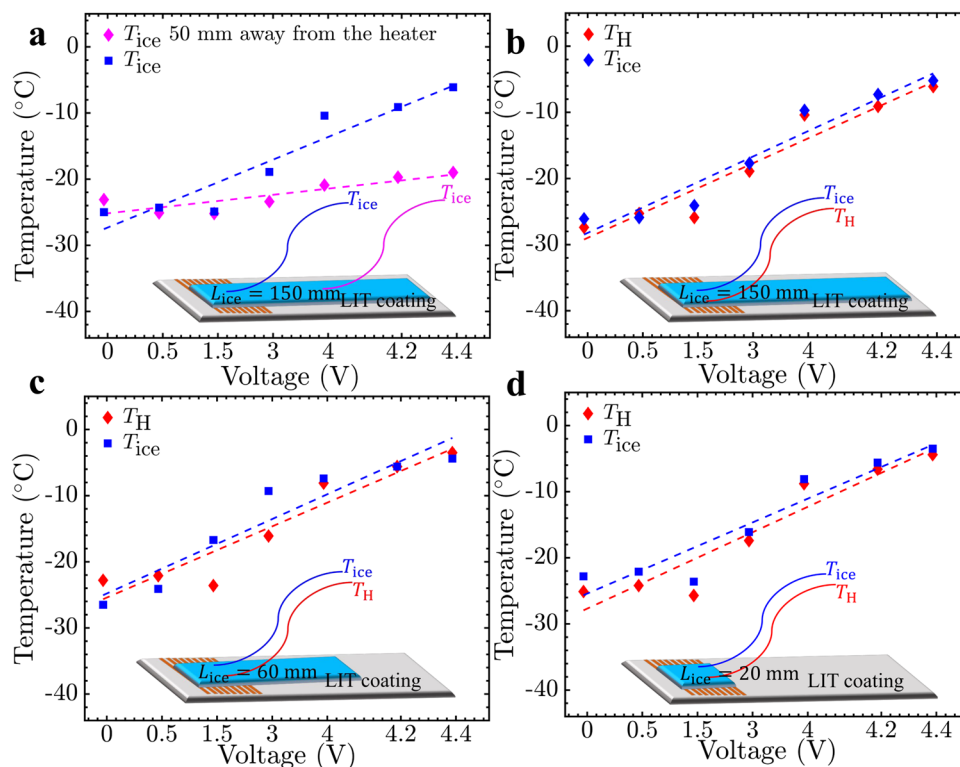 a
T_ice 50 mm away from the heater
T_ice
Temperature (°C)
0
-10
-20
-30
-40
T_ice
T_ice
L_ice = 150 mm
LIT coating
0 0.5 1.5 3 4 4.2 4.4
Voltage (V)
b
T_H
T_ice
Temperature (°C)
0
-10
-20
-30
-40
T_ice
T_H
L_ice = 150 mm
LIT coating
0 0.5 1.5 3 4 4.2 4.4
Voltage (V)
c
T_H
T_ice
Temperature (°C)
0
-10
-20
-30
-40
T_ice
T_H
L_ice = 60 mm
LIT coating
0 0.5 1.5 3 4 4.2 4.4
Voltage (V)
d
T_H
T_ice
Temperature (°C)
0
-10
-20
-30
-40
T_ice
T_H
L_ice = 20 mm
LIT coating
0 0.5 1.5 3 4 4.2 4.4
Voltage (V)